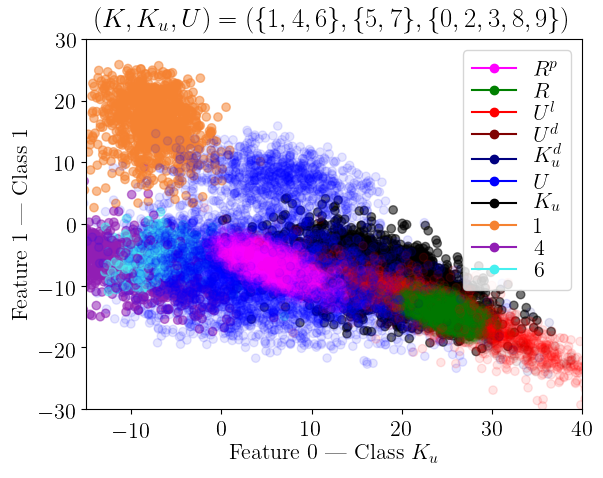 (K, K_u, U) = ({1, 4, 6}, {5, 7}, {0, 2, 3, 8, 9})
30
20
10
0
−10
−20
−30
Feature 1 — Class 1
R^p
R
U^l
U^d
K_u^d
U
K_u
1
4
6
−10
0
10
20
30
40
Feature 0 — Class K_u